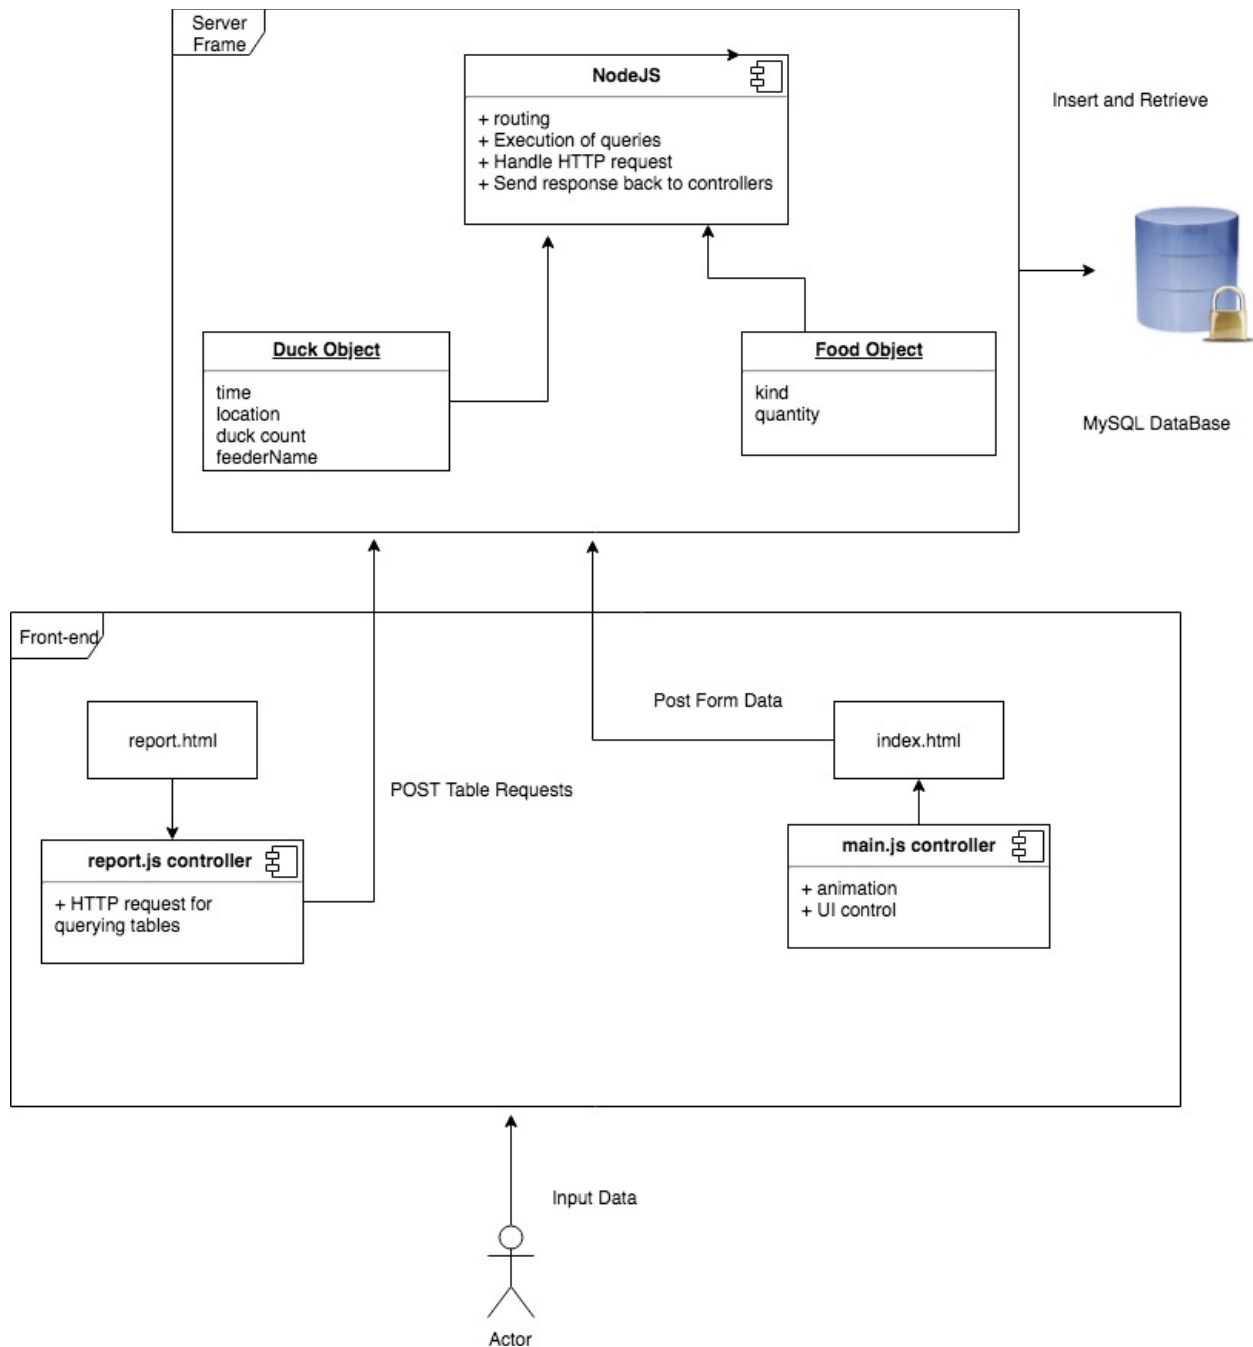 Server
Frame
NodeJS
+ routing
+ Execution of queries
+ Handle HTTP request
+ Send response back to controllers
Insert and Retrieve
Duck Object
time
location
duck count
feederName
Food Object
kind
quantity
MySQL DataBase
Front-end
report.html
POST Table Requests
report.js controller
+ HTTP request for
querying tables
Post Form Data
index.html
main.js controller
+ animation
+ UI control
Input Data
Actor